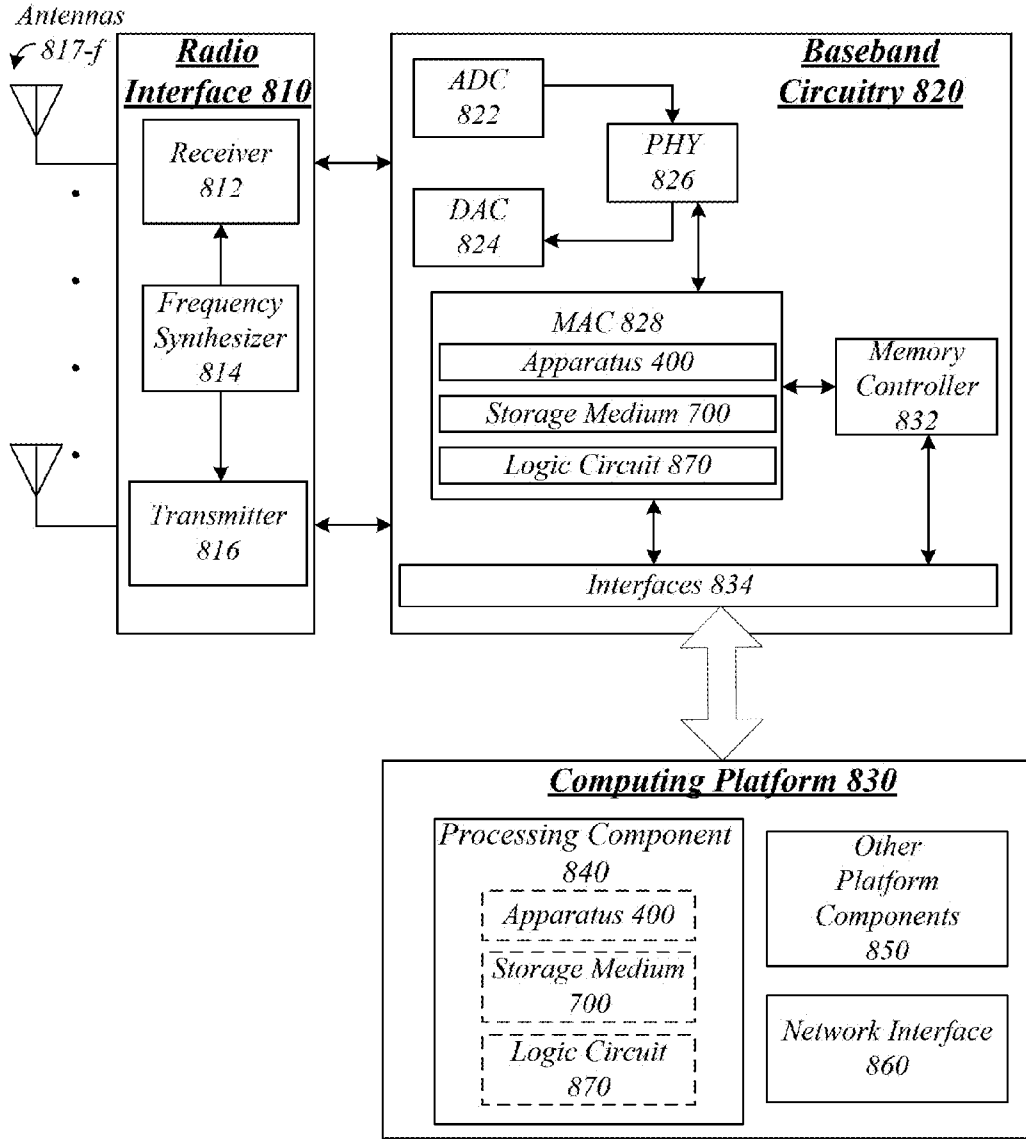 Antennas
817-f
Radio
Interface 810
Receiver
812
Frequency
Synthesizer
814
Transmitter
816
Baseband
Circuitry 820
ADC
822
PHY
826
DAC
824
MAC 828
Apparatus 400
Storage Medium 700
Logic Circuit 870
Memory
Controller
832
Interfaces 834
Computing Platform 830
Processing Component
840
Apparatus 400
Storage Medium
700
Logic Circuit
870
Other
Platform
Components
850
Network Interface
860